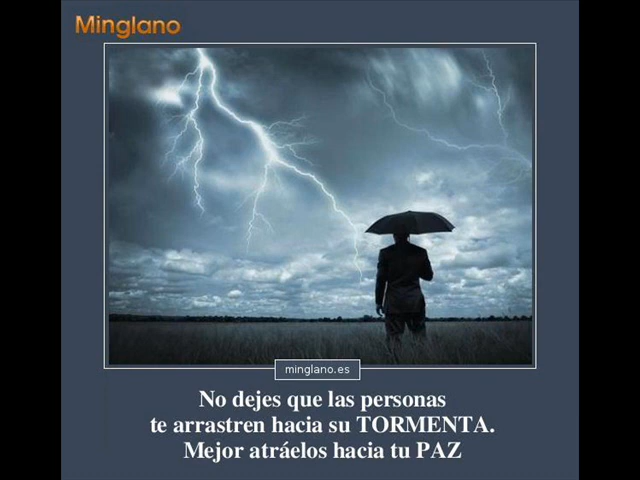 Minglano
minglano.es
No dejes que las personas
te arrastren hacia su TORMENTA.
Mejor atráelos hacia tu PAZ